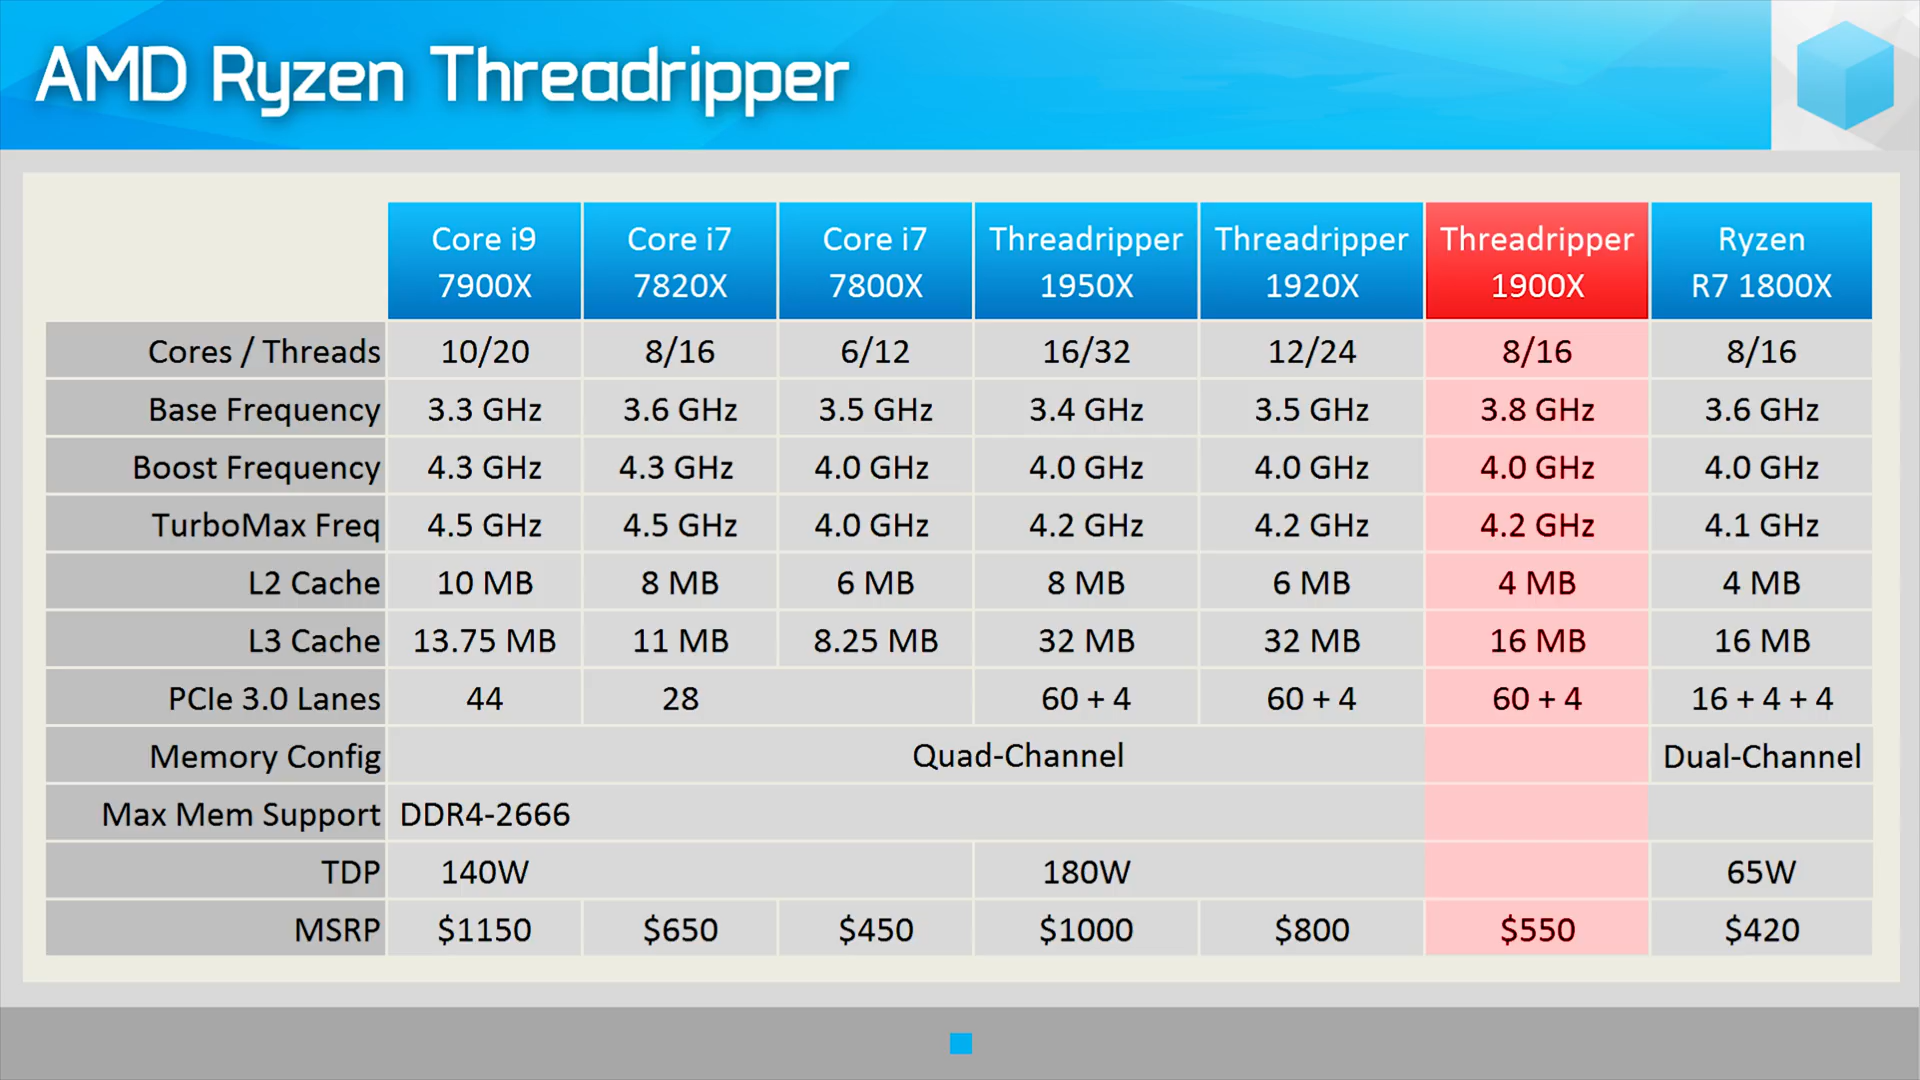 AMD Ryzen Threadripper
Core i9 7900X Core i7 7820X Core i7 7800X Threadripper 1950X Threadripper 1920X Threadripper 1900X Ryzen R7 1800X
Cores / Threads 10/20 8/16 6/12 16/32 12/24 8/16 8/16
Base Frequency 3.3 GHz 3.6 GHz 3.5 GHz 3.4 GHz 3.5 GHz 3.8 GHz 3.6 GHz
Boost Frequency 4.3 GHz 4.3 GHz 4.0 GHz 4.0 GHz 4.0 GHz 4.0 GHz 4.0 GHz
TurboMax Freq 4.5 GHz 4.5 GHz 4.0 GHz 4.2 GHz 4.2 GHz 4.2 GHz 4.1 GHz
L2 Cache 10 MB 8 MB 6 MB 8 MB 6 MB 4 MB 4 MB
L3 Cache 13.75 MB 11 MB 8.25 MB 32 MB 32 MB 16 MB 16 MB
PCIe 3.0 Lanes 44 28 60 + 4 60 + 4 60 + 4 16 + 4 + 4
Memory Config Quad-Channel Dual-Channel
Max Mem Support DDR4-2666
TDP 140W 180W 65W
MSRP $1150 $650 $450 $1000 $800 $550 $420